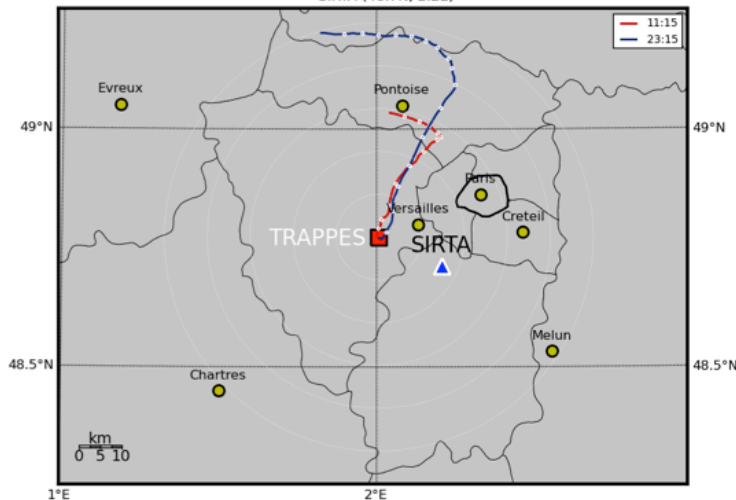 11:15
23:15
Evreux
Pontoise
49°N
49°N
Paris
Versailles
Creteil
TRAPPES
SIRTA
Melun
48.5°N
48.5°N
Chartres
km
0 5 10
1°E
2°E